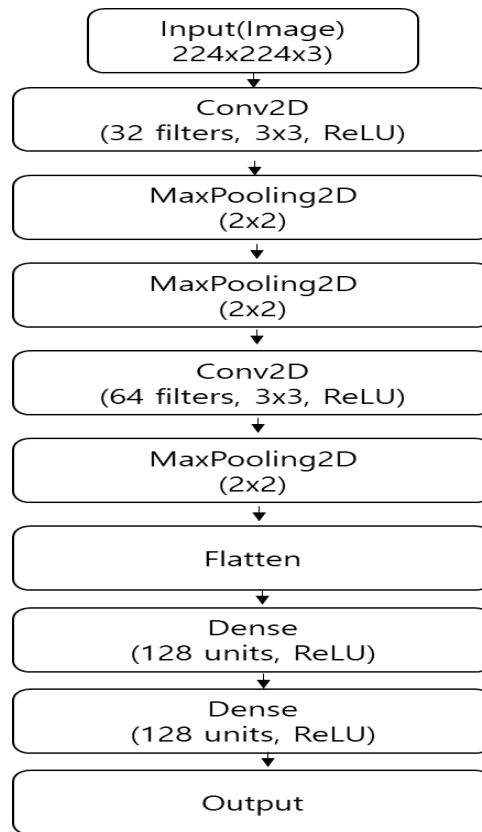 Input(Image)
224x224x3)
Conv2D
(32 filters, 3x3, ReLU)
MaxPooling2D
(2x2)
MaxPooling2D
(2x2)
Conv2D
(64 filters, 3x3, ReLU)
MaxPooling2D
(2x2)
Flatten
Dense
(128 units, ReLU)
Dense
(128 units, ReLU)
Output